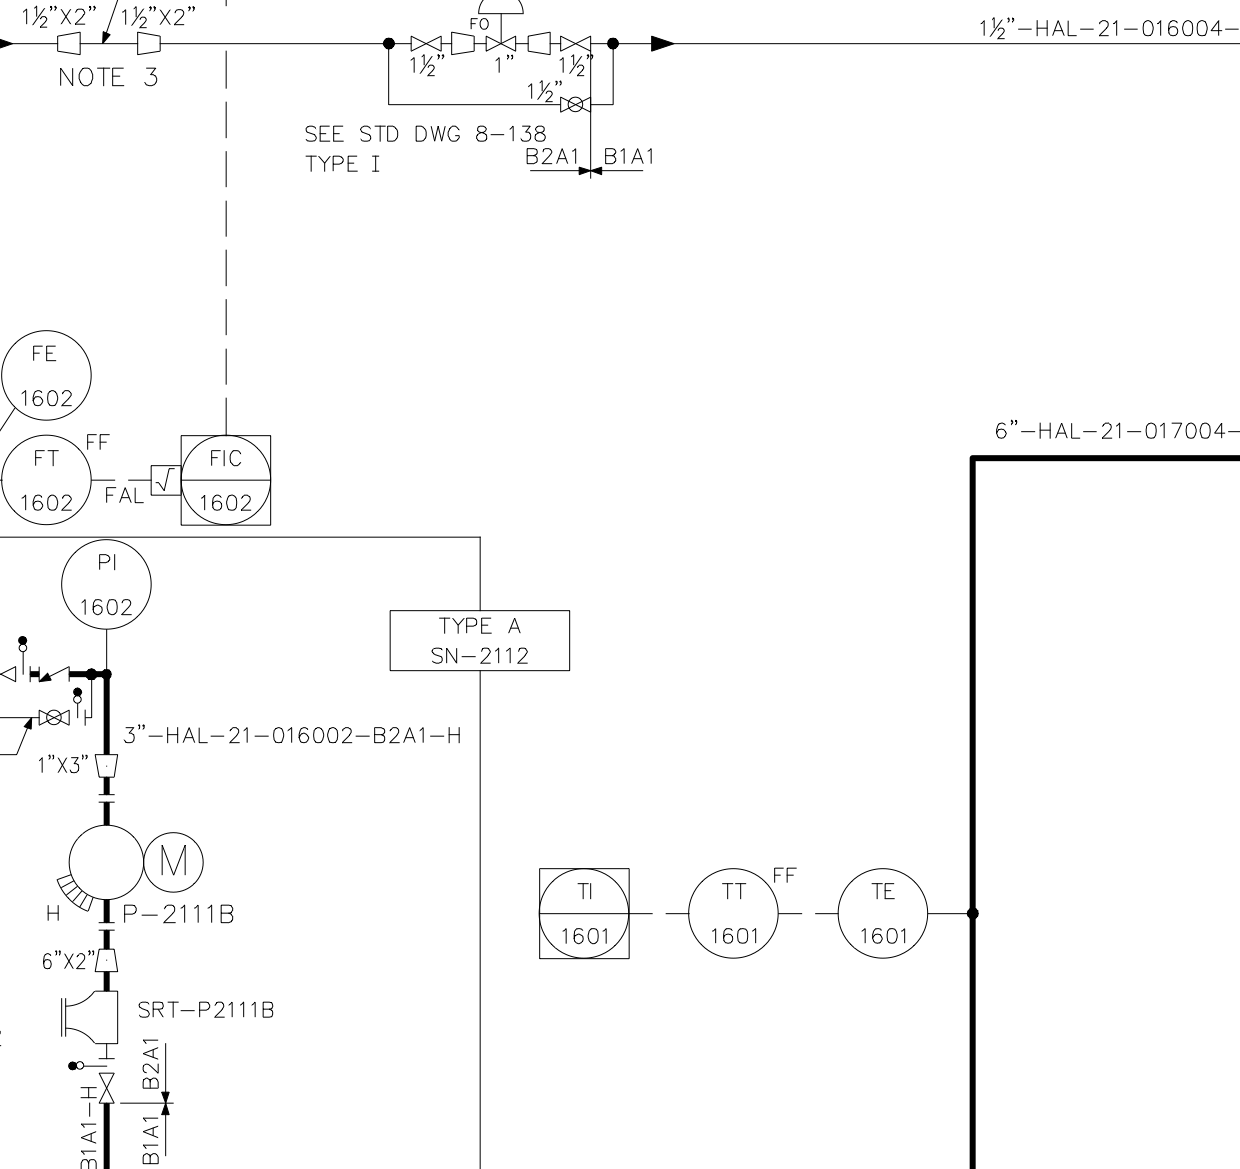 1½"X2" 1½"X2"
FO
1½"-HAL-21-016004-
NOTE 3
1½" 1" 1½"
1½"
SEE STD DWG 8-138
TYPE I
B2A1 B1A1
FE
1602
6"-HAL-21-017004-
FF
FT
1602
FAL
√
FIC
1602
PI
1602
TYPE A
SN-2112
3"-HAL-21-016002-B2A1-H
1"X3"
M
H
P-2111B
FF
TI
1601
TT
1601
TE
1601
6"X2"
SRT-P2111B
B2A1
B1A1
B1A1-H